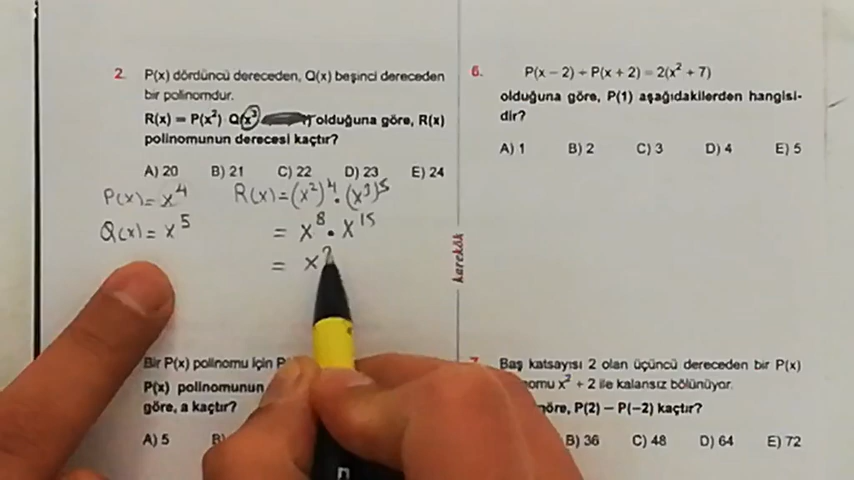 2. P(x) dördüncü dereceden, Q(x) beşinci dereceden
bir polinomdur.
R(x) = P(x²) Q(x³ olduğuna göre, R(x)
polinomunun derecesi kaçtır?
A) 20 B) 21 C) 22 D) 23 E) 24
P(x) = x⁴ R(x) = (x²)⁴ . (x³)⁵
Q(x) = x⁵ = x⁸ . x¹⁵
= x²
Bir P(x) polinomu için
P(x) polinomunun
göre, a kaçtır?
A) 5
karekök
6. P(x − 2) + P(x + 2) = 2(x² + 7)
olduğuna göre, P(1) aşağıdakilerden hangisi-
dir?
A) 1 B) 2 C) 3 D) 4 E) 5
Baş katsayısı 2 olan üçüncü dereceden bir P(x)
x² + 2 ile kalansız bölünüyor.
P(2) − P(−2) kaçtır?
B) 36 C) 48 D) 64 E) 72